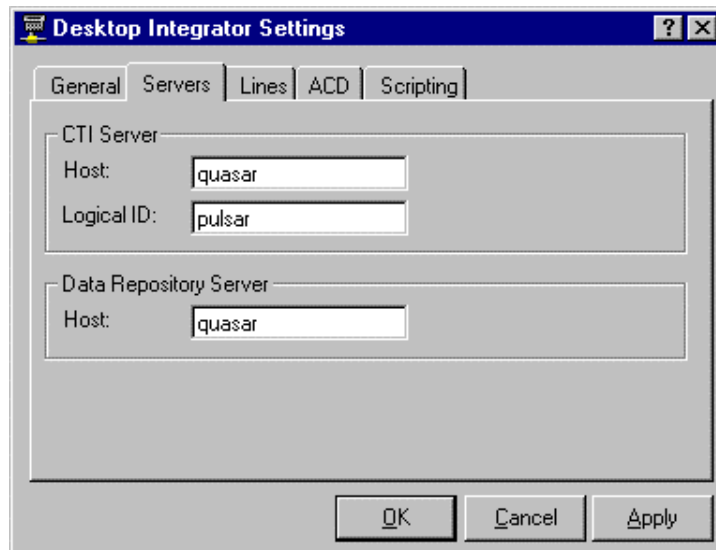 Desktop Integrator Settings
General Servers Lines ACD Scripting
CTI Server
Host: quasar
Logical ID: pulsar
Data Repository Server
Host: quasar
OK Cancel Apply